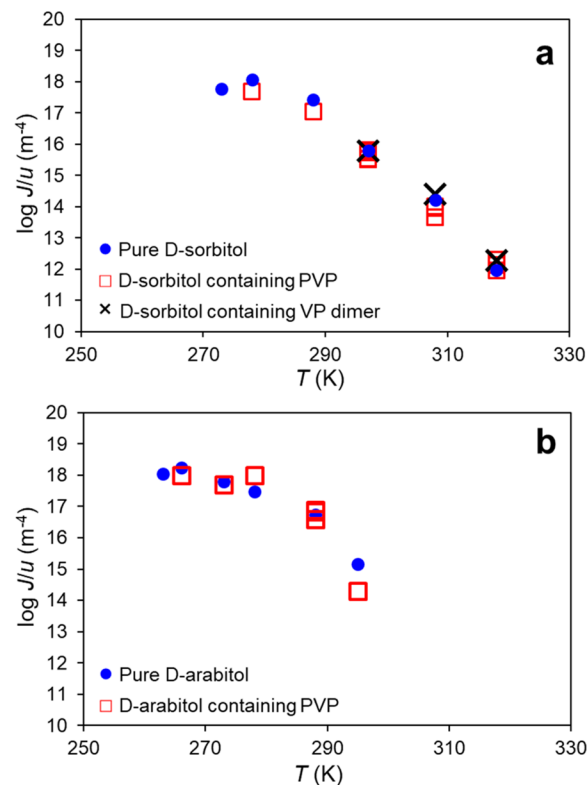 a
20
19
18
17
16
15
14
13
12
11
10
log J/u (m⁻⁴)
Pure D-sorbitol
D-sorbitol containing PVP
D-sorbitol containing VP dimer
250 270 290 310 330
T (K)
b
20
19
18
17
16
15
14
13
12
11
10
log J/u (m⁻⁴)
Pure D-arabitol
D-arabitol containing PVP
250 270 290 310 330
T (K)